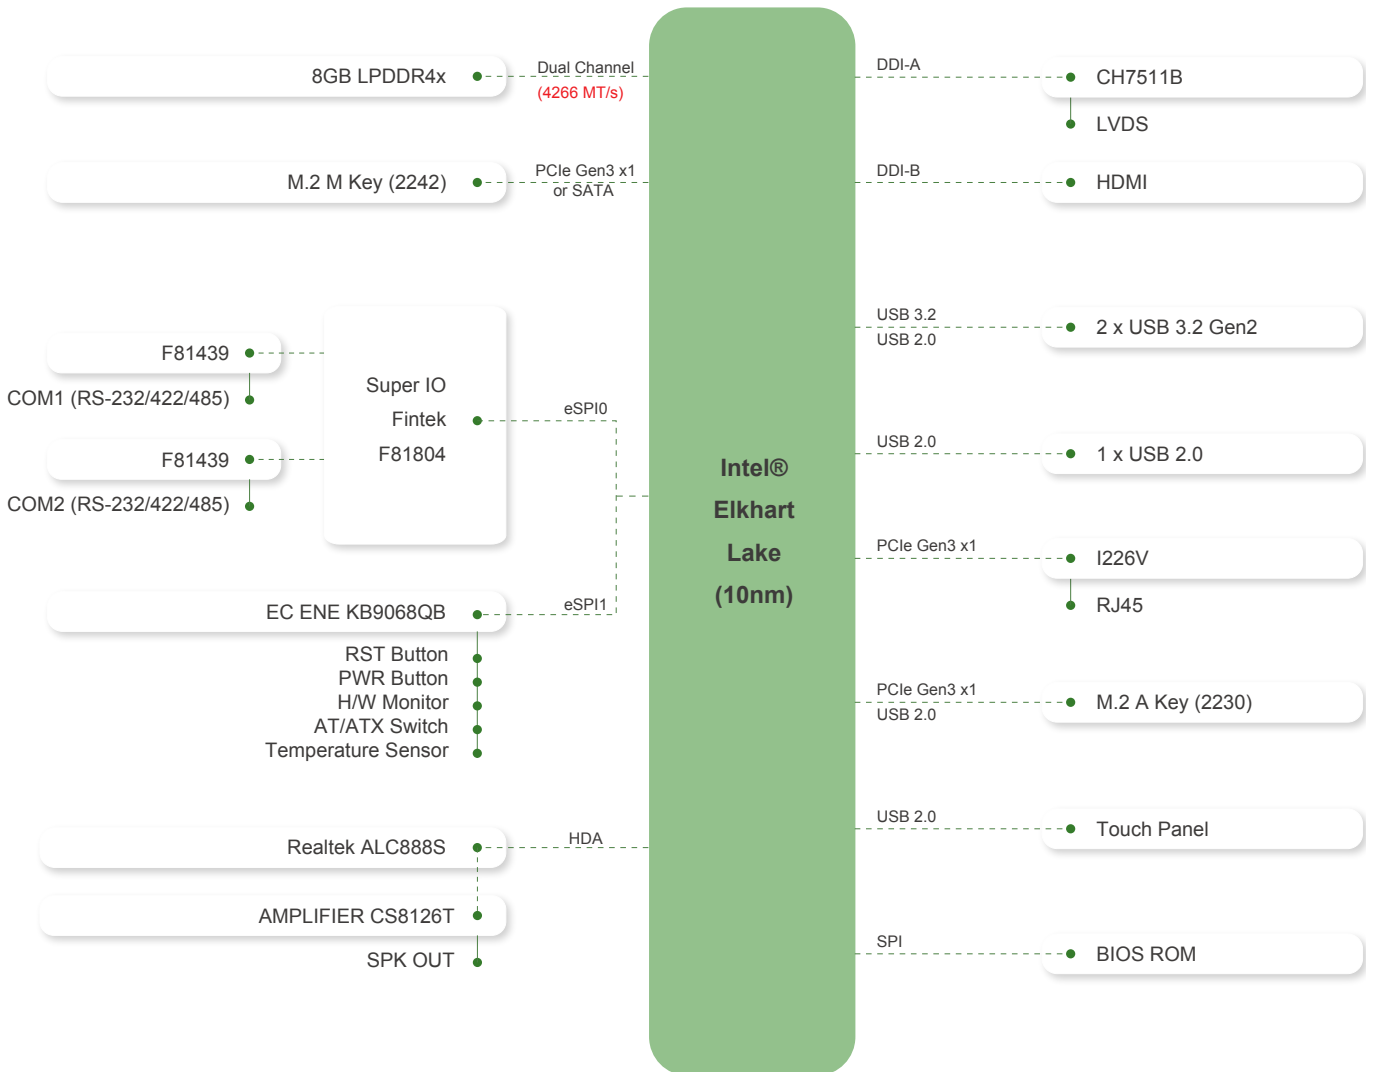 8GB LPDDR4x
Dual Channel
(4266 MT/s)
M.2 M Key (2242)
PCIe Gen3 x1
or SATA
F81439
COM1 (RS-232/422/485)
F81439
COM2 (RS-232/422/485)
Super IO
Fintek
F81804
eSPI0
EC ENE KB9068QB
eSPI1
RST Button
PWR Button
H/W Monitor
AT/ATX Switch
Temperature Sensor
Realtek ALC888S
HDA
AMPLIFIER CS8126T
SPK OUT
Intel®
Elkhart
Lake
(10nm)
DDI-A
CH7511B
LVDS
DDI-B
HDMI
USB 3.2
USB 2.0
2 x USB 3.2 Gen2
USB 2.0
1 x USB 2.0
PCIe Gen3 x1
I226V
RJ45
PCIe Gen3 x1
USB 2.0
M.2 A Key (2230)
USB 2.0
Touch Panel
SPI
BIOS ROM